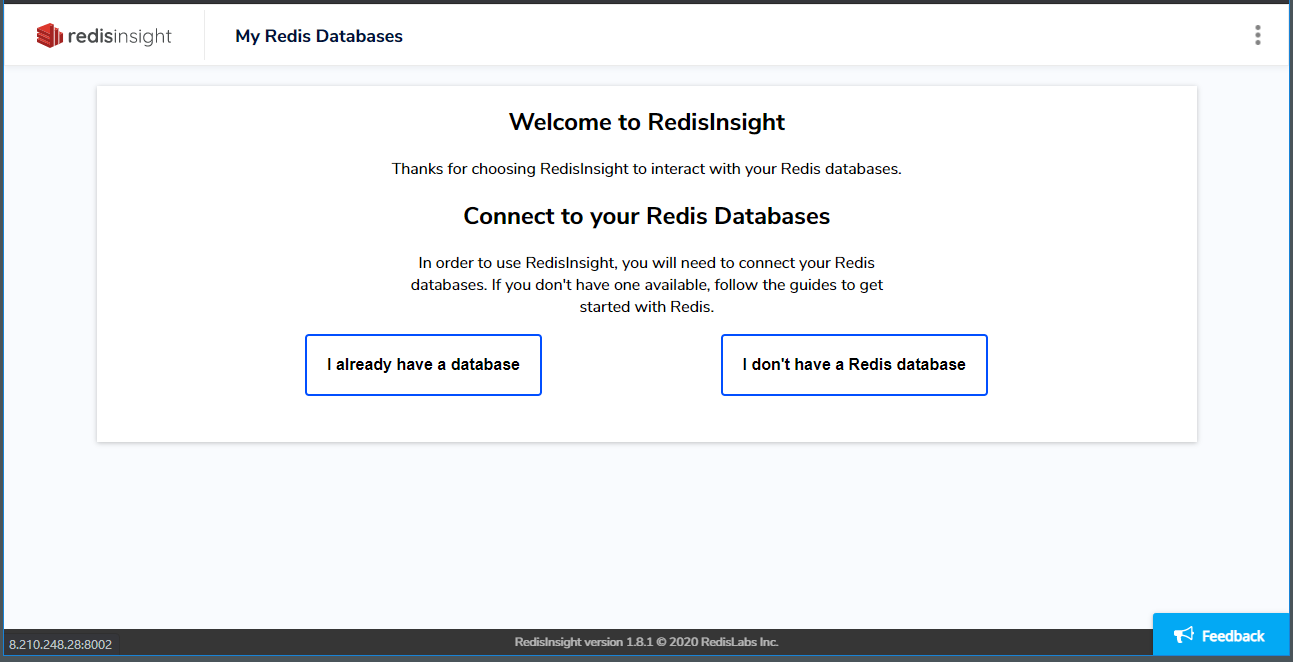 redisinsight
My Redis Databases
Welcome to RedisInsight
Thanks for choosing RedisInsight to interact with your Redis databases.
Connect to your Redis Databases
In order to use RedisInsight, you will need to connect your Redis
databases. If you don't have one available, follow the guides to get
started with Redis.
I already have a database
I don't have a Redis database
8.210.248.28:8002
RedisInsight version 1.8.1 © 2020 RedisLabs Inc.
Feedback